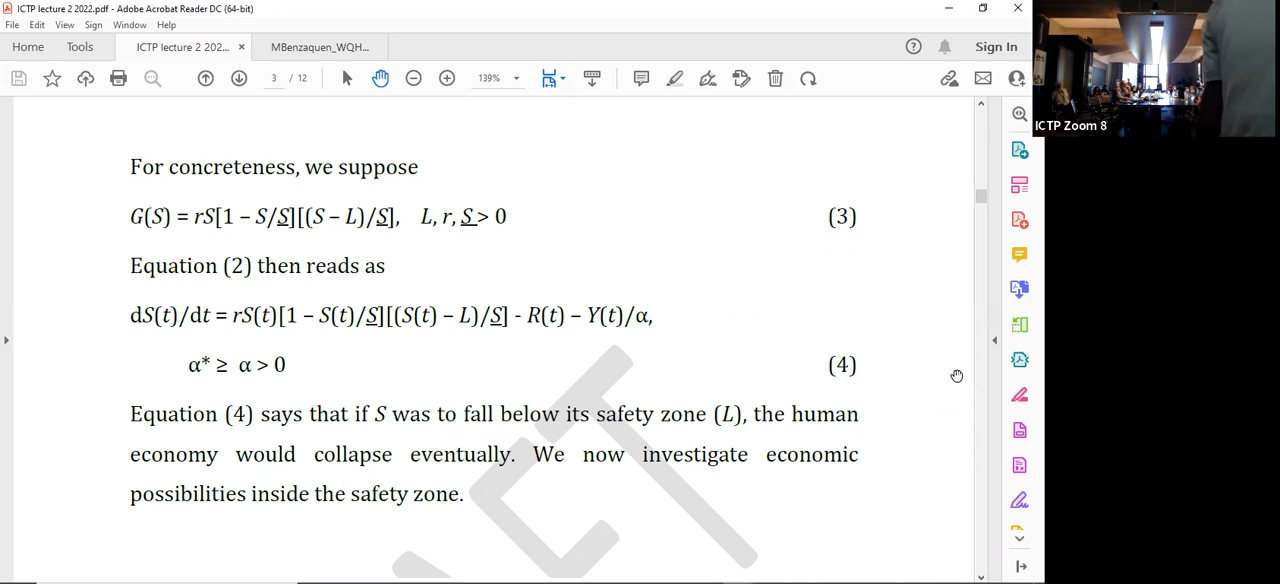 ICTP lecture 2 2022.pdf - Adobe Acrobat Reader DC (64-bit)
File Edit View Sign Window Help
Home Tools ICTP lecture 2 202... × MBenzaquen_WQH... Sign In
3 / 12 139%
ICTP Zoom 8
For concreteness, we suppose
G(S) = rS[1 – S/S][(S – L)/S], L, r, S > 0 (3)
Equation (2) then reads as
dS(t)/dt = rS(t)[1 – S(t)/S][(S(t) – L)/S] - R(t) – Y(t)/α,
α* ≥ α > 0 (4)
Equation (4) says that if S was to fall below its safety zone (L), the human
economy would collapse eventually. We now investigate economic
possibilities inside the safety zone.